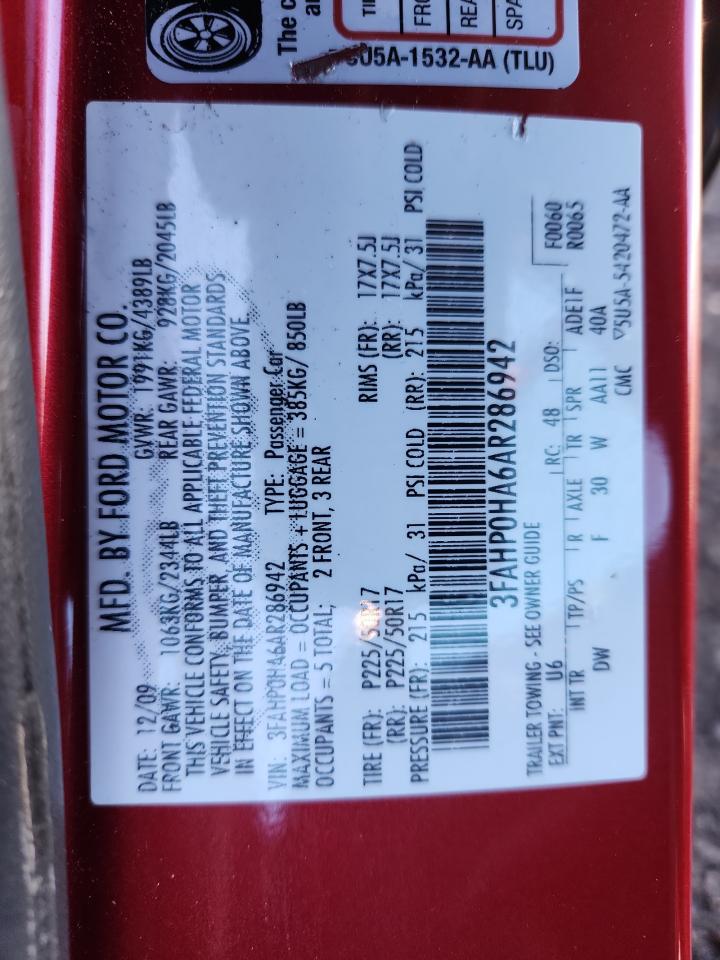 The c
TI
FRO
REA
SPA
5U5A-1532-AA (TLU)
MFD. BY FORD MOTOR CO.
DATE: 12/09 GVWR: 1991KG/4389LB
FRONT GAWR: 1063KG/2344LB REAR GAWR: 928KG/2045LB
THIS VEHICLE CONFORMS TO ALL APPLICABLE FEDERAL MOTOR
VEHICLE SAFETY, BUMPER, AND THEFT PREVENTION STANDARDS
IN EFFECT ON THE DATE OF MANUFACTURE SHOWN ABOVE.
VIN: 3FAHP0HA6AR286942 TYPE: Passenger Car
MAXIMUM LOAD = OCCUPANTS + LUGGAGE = 385KG/ 850LB
OCCUPANTS = 5 TOTAL; 2 FRONT, 3 REAR
TIRE (FR): P225/50R17 RIMS (FR): 17X7.5J
(RR): P225/50R17 (RR): 17X7.5J
PRESSURE (FR): 215 kPa/ 31 PSI COLD (RR): 215 kPa/ 31 PSI COLD
3FAHP0HA6AR286942
TRAILER TOWING - SEE OWNER GUIDE
F0060
R0065
EXT PNT: U6 RC: 48 DSO:
INT TR TP/PS R AXLE TR SPR ADE1F
DW F 30 W AA11 40A
CMC ▽5U5A-5420472-AA